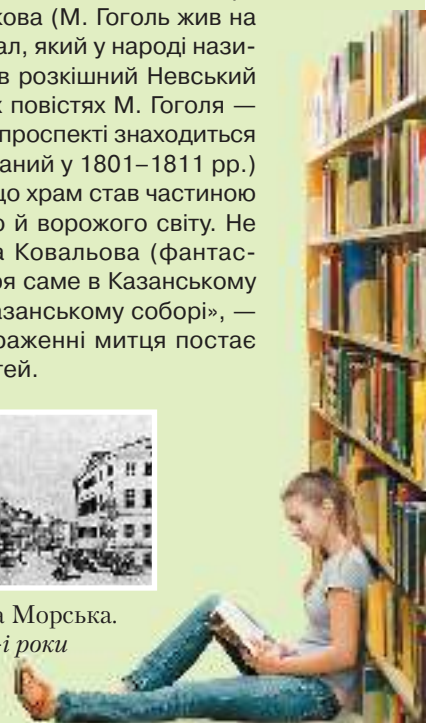 кова (М. Гоголь жив на
ал, який у народі нази-
в розкішний Невський
х повістях М. Гоголя —
проспекті знаходиться
аний у 1801–1811 рр.)
що храм став частиною
о й ворожого світу. Не
а Ковальова (фантас-
ря саме в Казанському
азанському соборі», —
раженні митця постає
тей.
а Морська.
-і роки